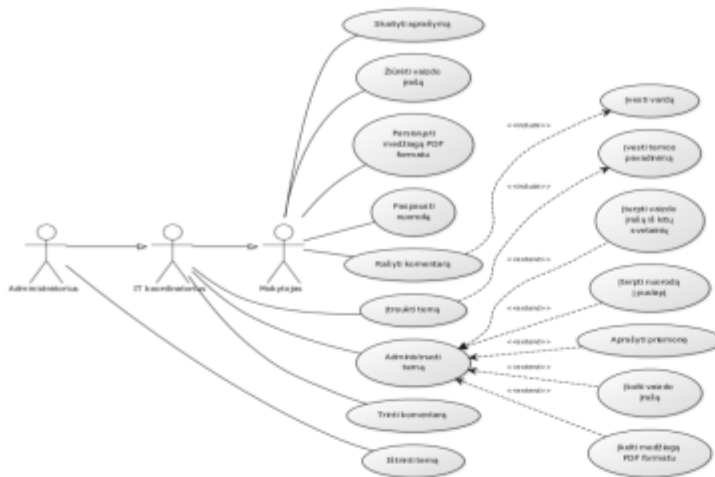 Skaityti aprašymą
Žiūrėti vaizdo
įrašą
Parsisiųsti
medžiagą PDF
formatu
Paspausti
nuorodą
Rašyti komentarą
Įtraukti temą
Administruoti
temą
Trinti komentarą
Ištrinti temą
Administratorius
IT koordinatorius
Mokytojas
<<include>>
<<include>>
<<extend>>
<<extend>>
<<extend>>
<<extend>>
<<extend>>
Įvesti vardą
Įvesti temos
pavadinimą
Įterpti vaizdo
įrašą iš kitų
svetainių
Įterpti nuorodą
į puslapį
Aprašyti priemonę
Įkelti vaizdo
įrašą
Įkelti medžiagą
PDF formatu